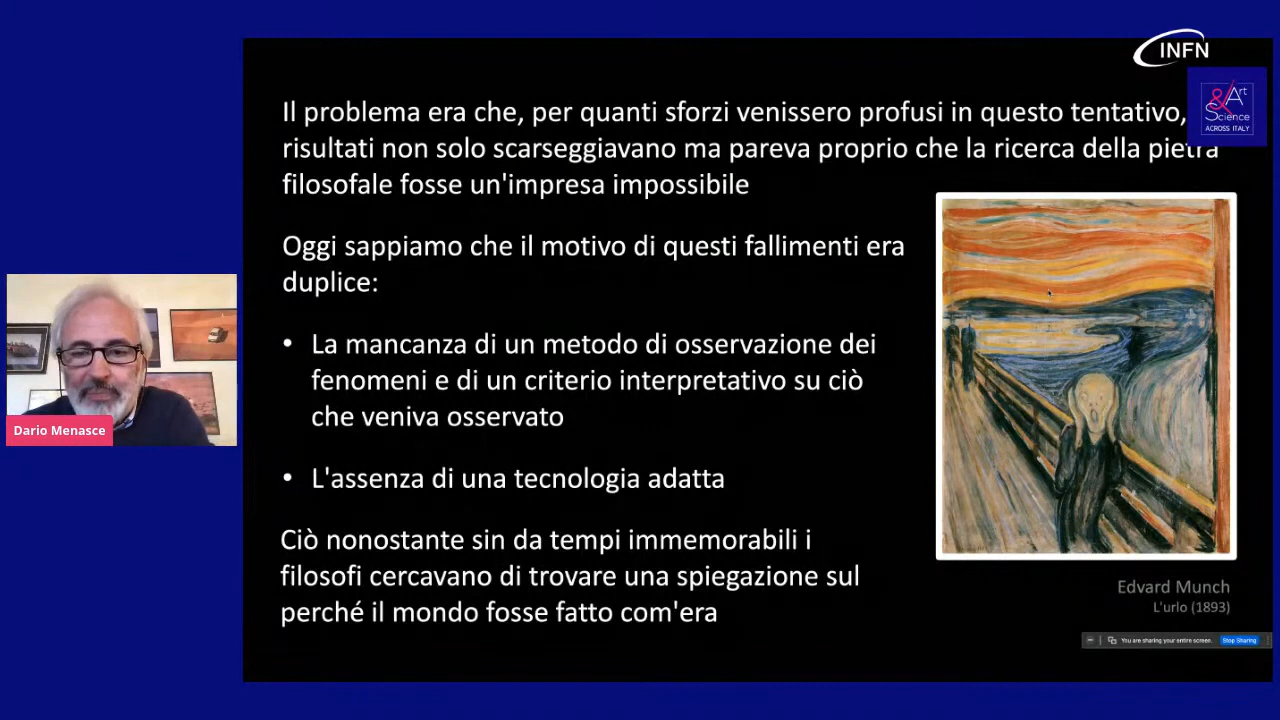 INFN
&Art
Science
ACROSS ITALY
Il problema era che, per quanti sforzi venissero profusi in questo tentativo,
risultati non solo scarseggiavano ma pareva proprio che la ricerca della pietra
filosofale fosse un'impresa impossibile
Oggi sappiamo che il motivo di questi fallimenti era
duplice:
• La mancanza di un metodo di osservazione dei
fenomeni e di un criterio interpretativo su ciò
che veniva osservato
• L'assenza di una tecnologia adatta
Ciò nonostante sin da tempi immemorabili i
filosofi cercavano di trovare una spiegazione sul
perché il mondo fosse fatto com'era
Dario Menasce
Edvard Munch
L'urlo (1893)
You are sharing your entire screen.
Stop Sharing